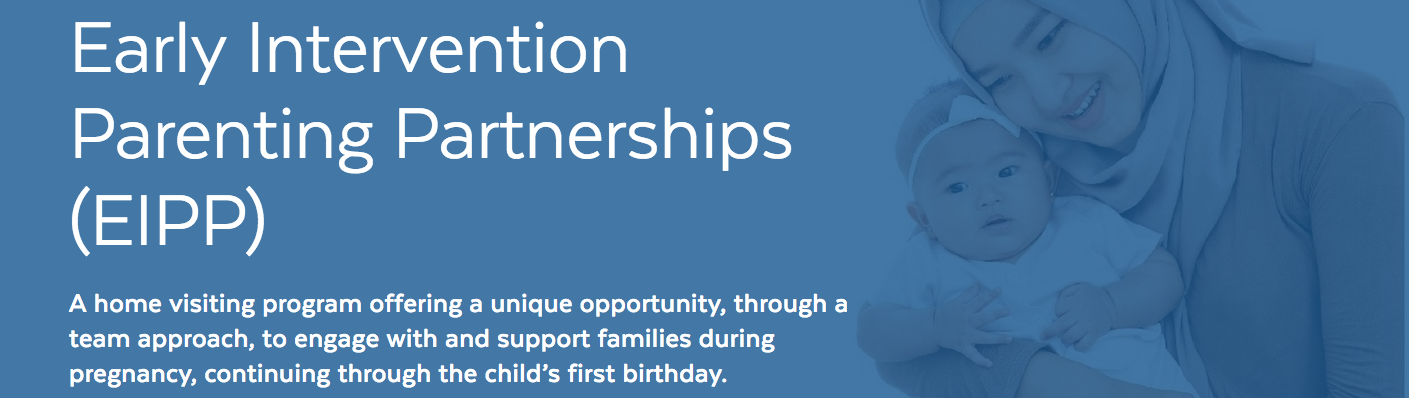 Early Intervention
Parenting Partnerships
(EIPP)
A home visiting program offering a unique opportunity, through a
team approach, to engage with and support families during
pregnancy, continuing through the child’s first birthday.